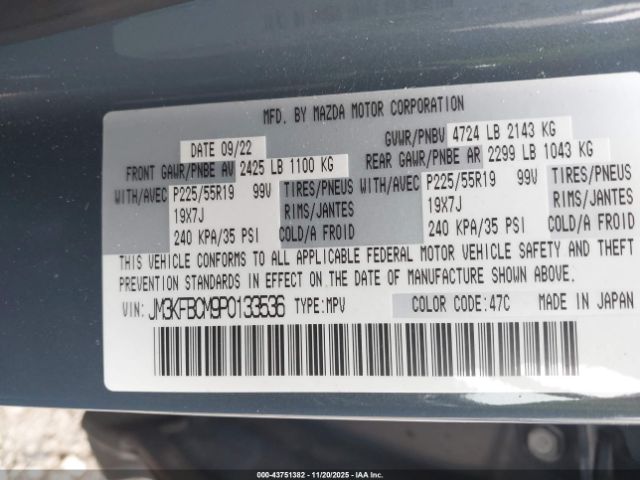 MFD. BY MAZDA MOTOR CORPORATION
DATE 09/22 GVWR/PNBV 4724 LB 2143 KG
FRONT GAWR/PNBE AV 2425 LB 1100 KG REAR GAWR/PNBE AR 2299 LB 1043 KG
WITH/AVEC P225/55R19 99V TIRES/PNEUS WITH/AVEC P225/55R19 99V TIRES/PNEUS
19X7J RIMS/JANTES 19X7J RIMS/JANTES
240 KPA/35 PSI COLD/A FROID 240 KPA/35 PSI COLD/A FROID
THIS VEHICLE CONFORMS TO ALL APPLICABLE FEDERAL MOTOR VEHICLE SAFETY AND THEFT
PREVENTION STANDARDS IN EFFECT ON THE DATE OF MANUFACTURE SHOWN ABOVE.
VIN: JM3KFBCM9P0133536 TYPE:MPV COLOR CODE:47C MADE IN JAPAN
000-43751382 - 11/20/2025 - IAAI, Inc.